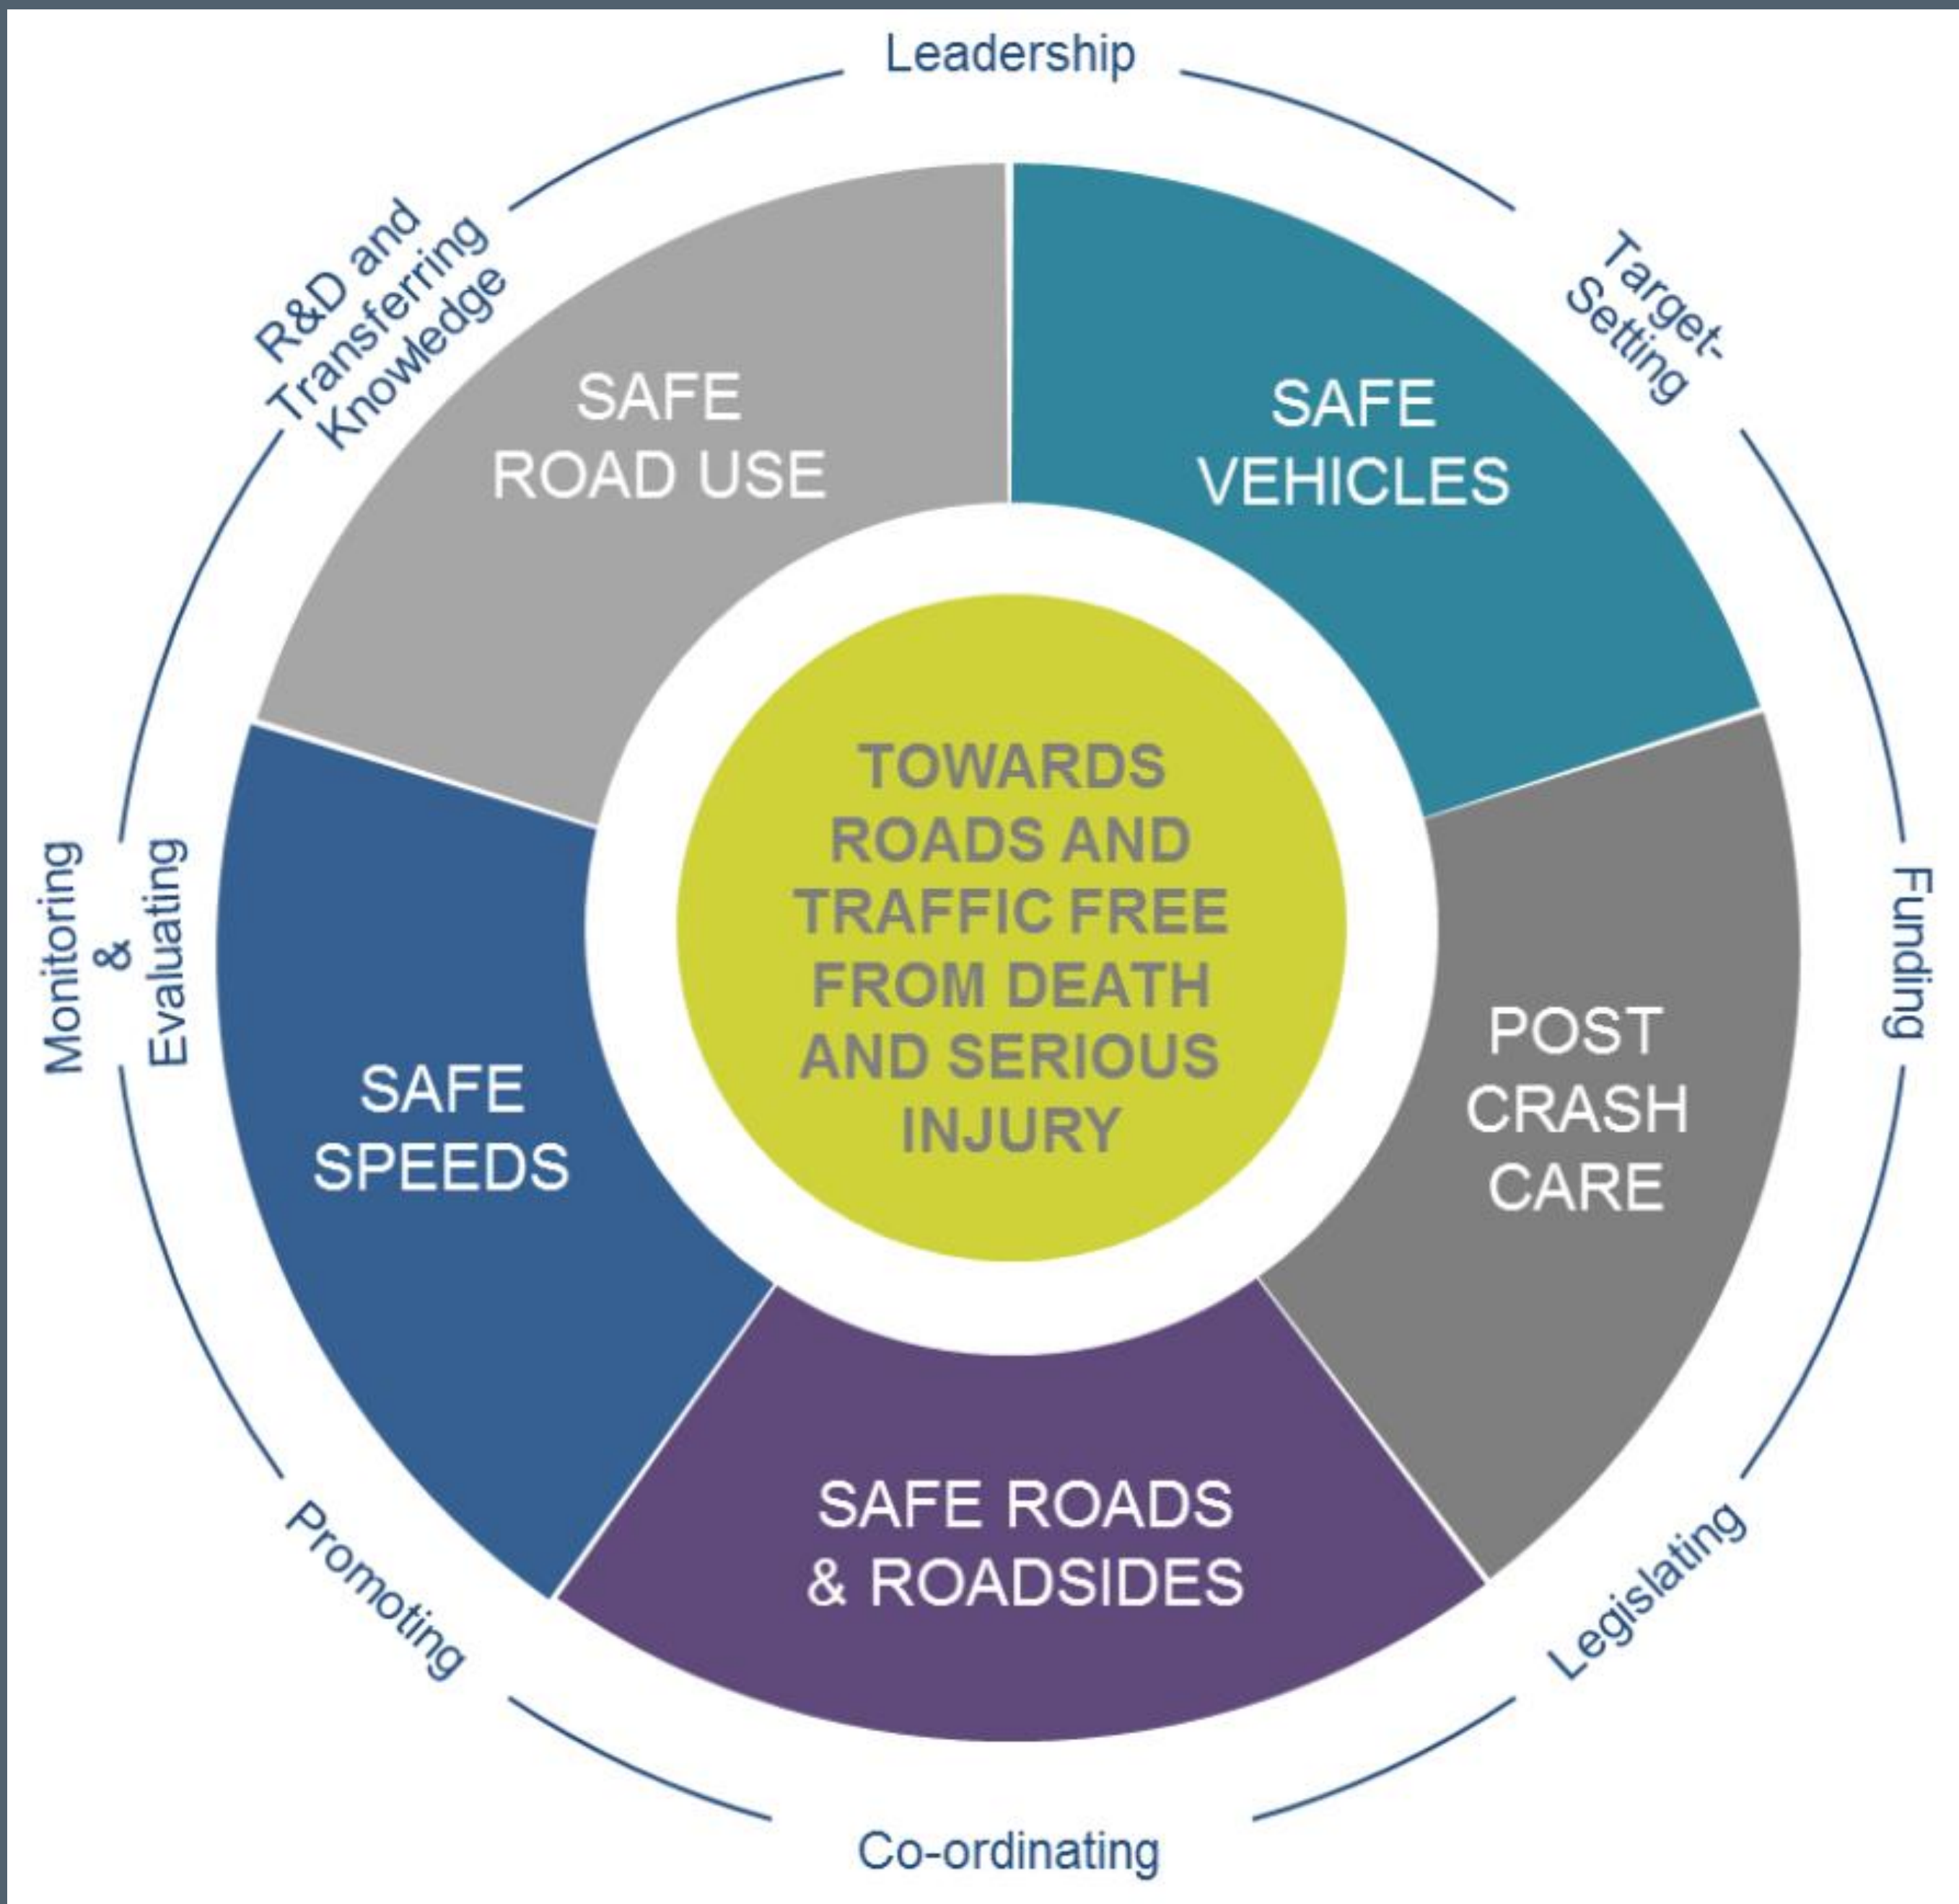 Leadership
Target-
Setting
Funding
Legislating
Co-ordinating
Promoting
Monitoring
&
Evaluating
R&D and
Transferring
Knowledge
SAFE
VEHICLES
POST
CRASH
CARE
SAFE ROADS
& ROADSIDES
SAFE
SPEEDS
SAFE
ROAD USE
TOWARDS
ROADS AND
TRAFFIC FREE
FROM DEATH
AND SERIOUS
INJURY